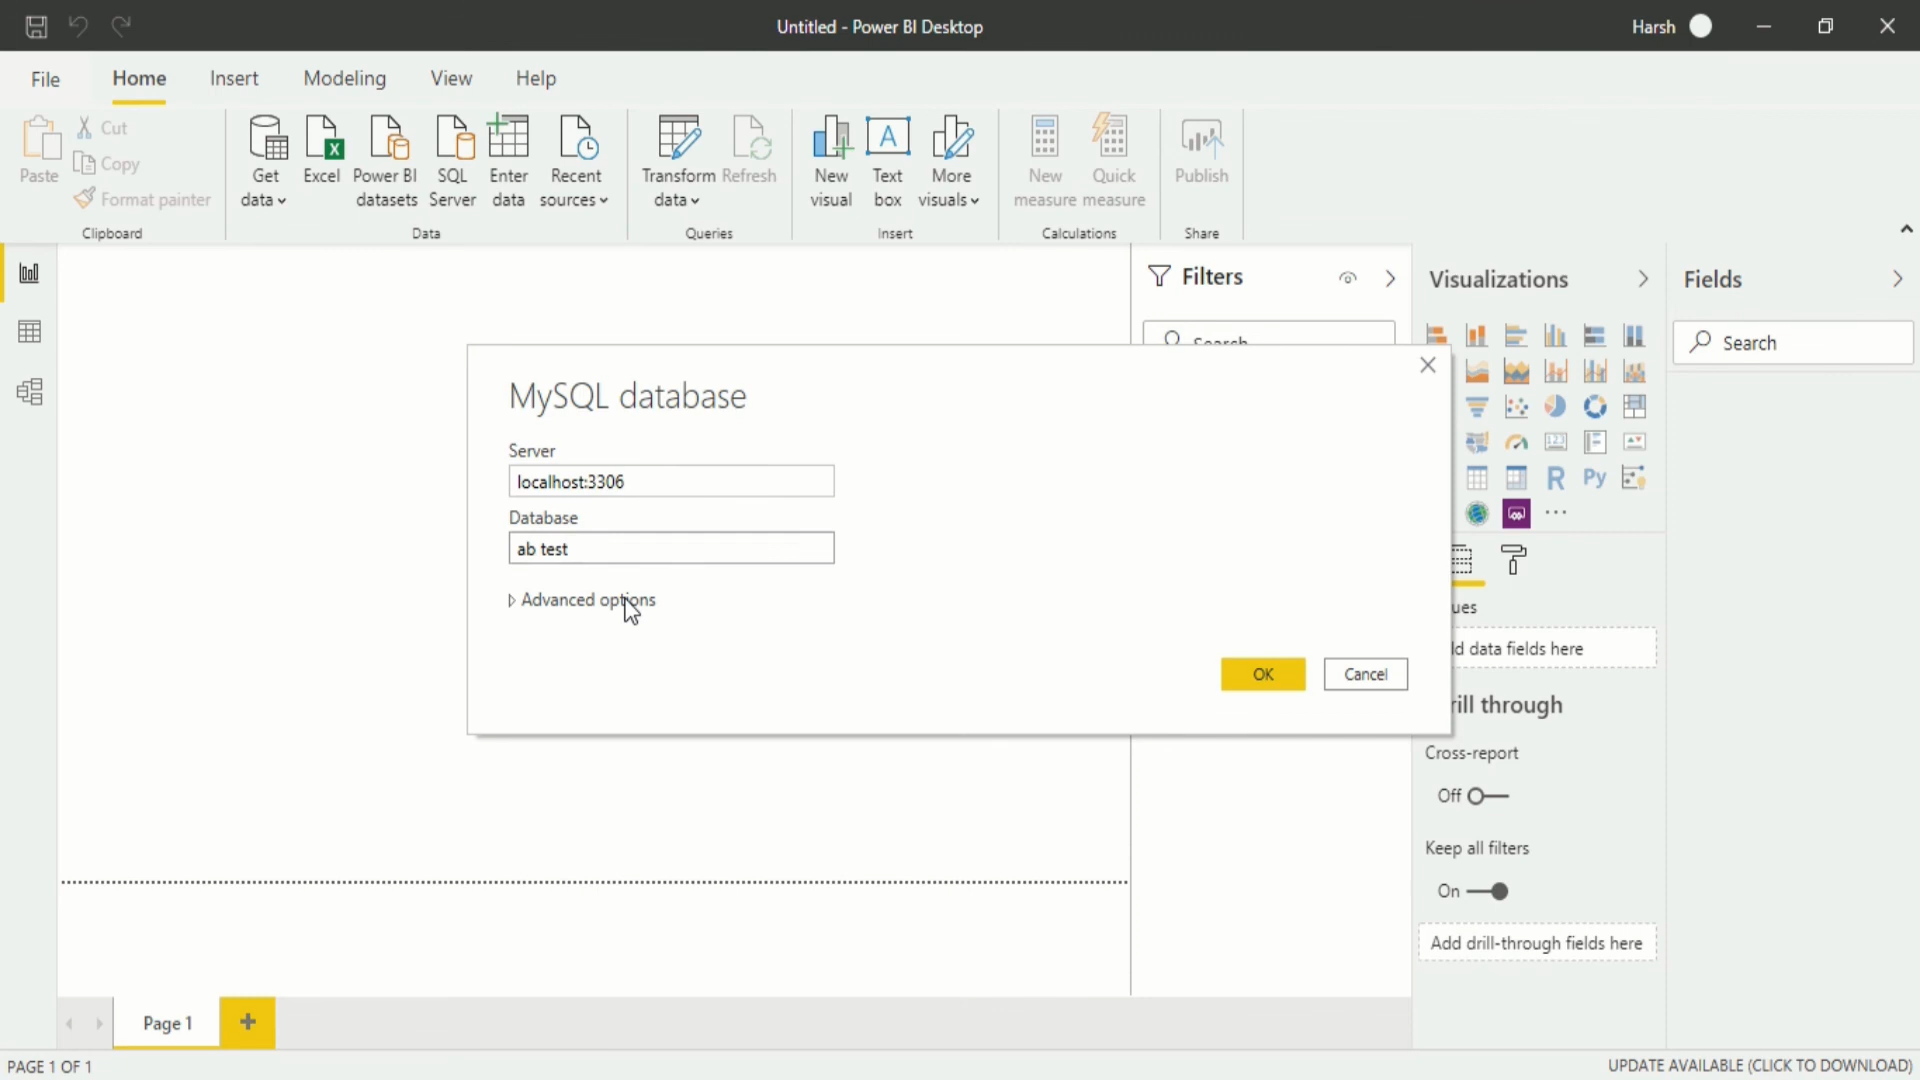 Untitled - Power BI Desktop
Harsh
File Home Insert Modeling View Help
Paste
Cut
Copy
Format painter
Clipboard
Get data
Excel
Power BI datasets
SQL Server
Enter data
Recent sources
Data
Transform data
Refresh
Queries
New visual
A
Text box
More visuals
Insert
New measure
Quick measure
Calculations
Publish
Share
Filters
Search
Visualizations
123
R
Py
ues
ld data fields here
rill through
Cross-report
Off
Keep all filters
On
Add drill-through fields here
Fields
Search
MySQL database
Server
localhost:3306
Database
ab test
Advanced options
OK
Cancel
Page 1
PAGE 1 OF 1
UPDATE AVAILABLE (CLICK TO DOWNLOAD)